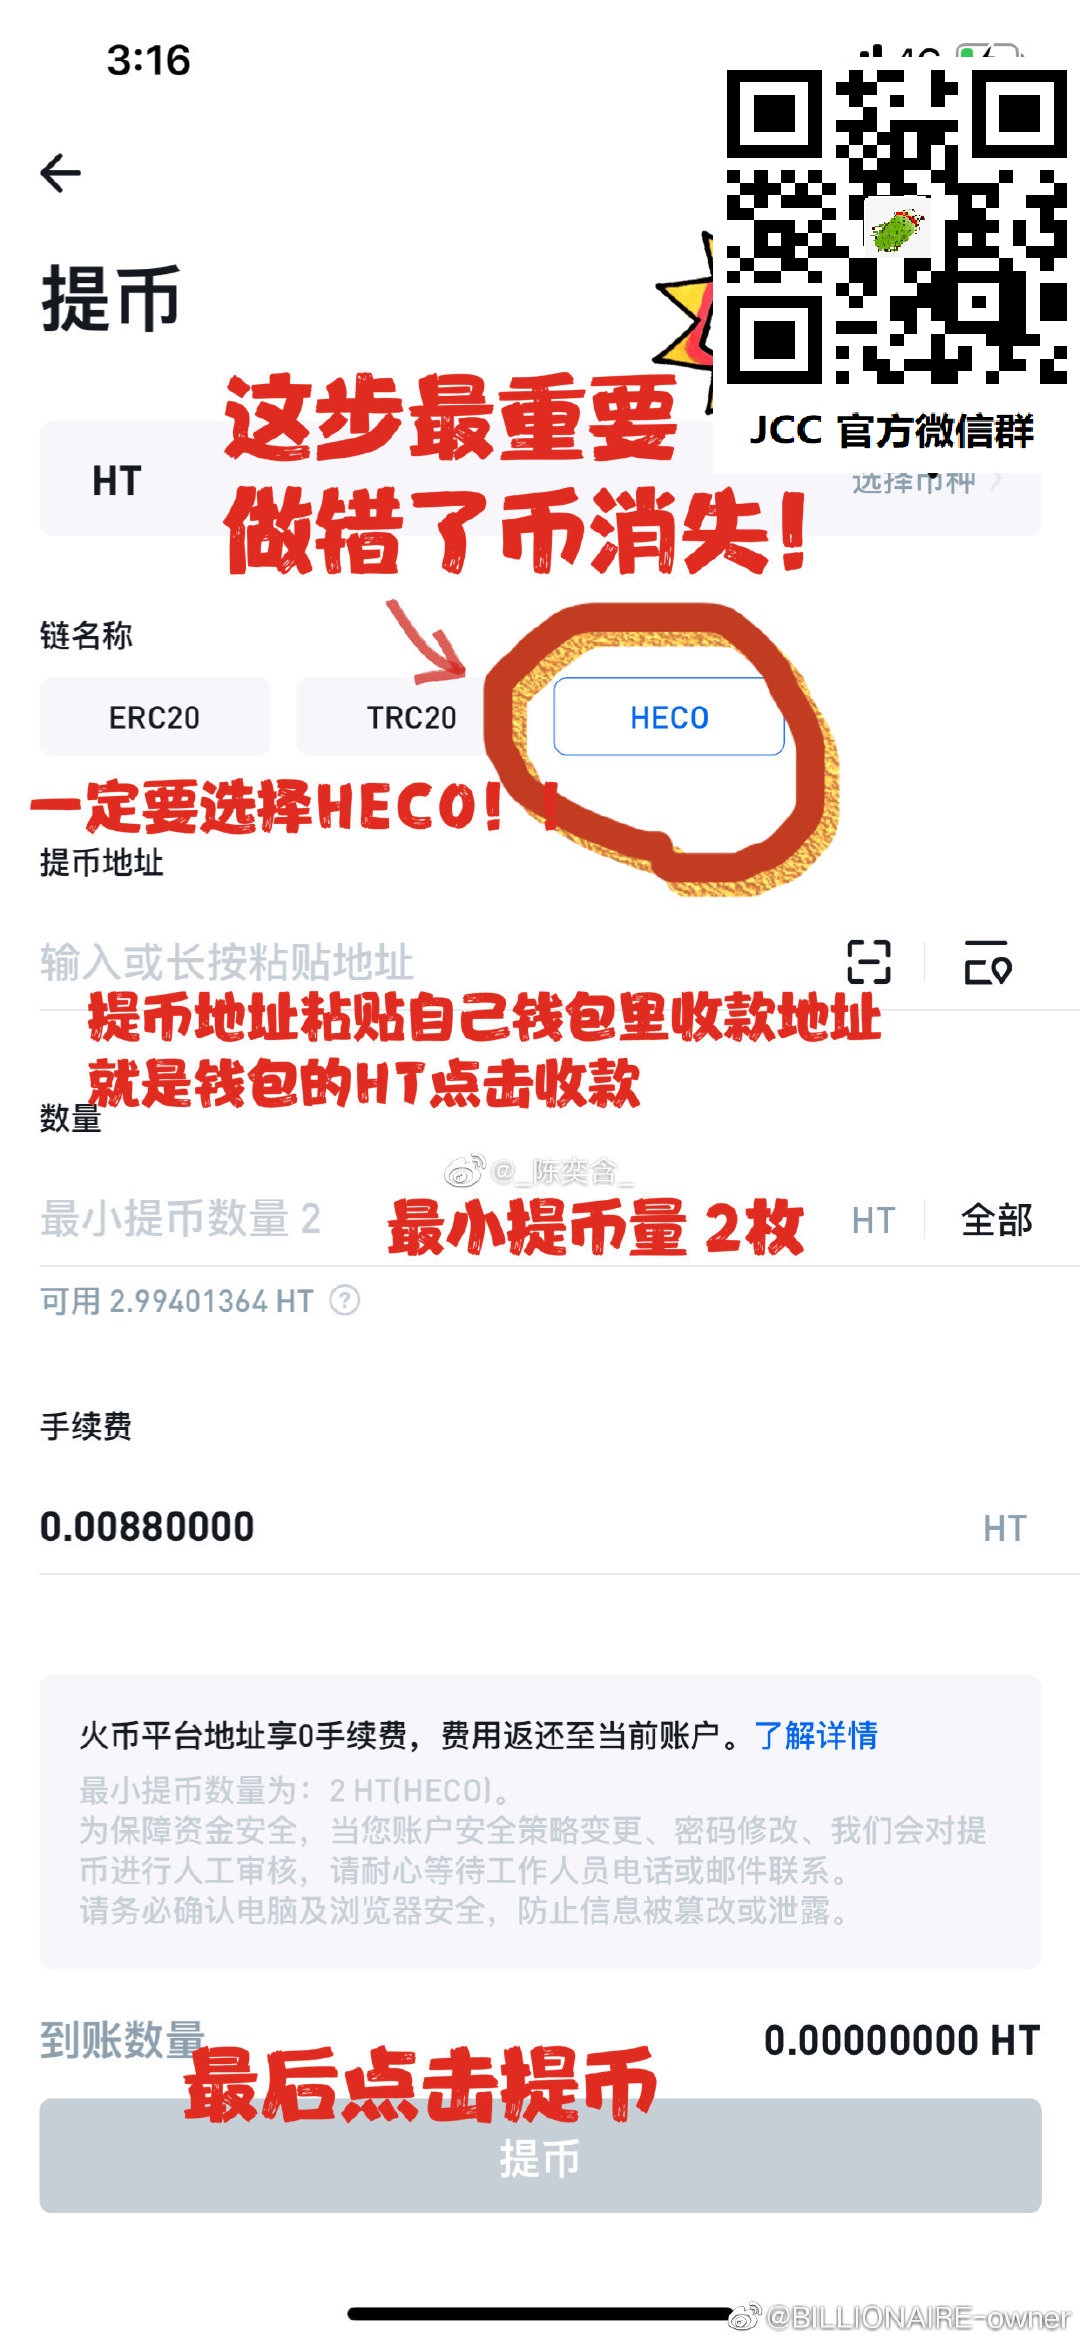 3:16
4G
JCC 官方微信群
提币
这步最重要
HT
选择币种
做错了币消失!
链名称
ERC20
TRC20
HECO
一定要选择HECO!!
提币地址
输入或长按粘贴地址
提币地址粘贴自己钱包里收款地址
就是钱包的HT点击收款
数量
@_陈奕含_
最小提币数量 2
最小提币量 2枚
HT
全部
可用 2.99401364 HT
手续费
0.00880000
HT
火币平台地址享0手续费，费用返还至当前账户。了解详情
最小提币数量为：2 HT(HECO)。
为保障资金安全，当您账户安全策略变更、密码修改、我们会对提
币进行人工审核，请耐心等待工作人员电话或邮件联系。
请务必确认电脑及浏览器安全，防止信息被篡改或泄露。
到账数量
0.00000000 HT
最后点击提币
提币
@BILLIONAIRE-owner